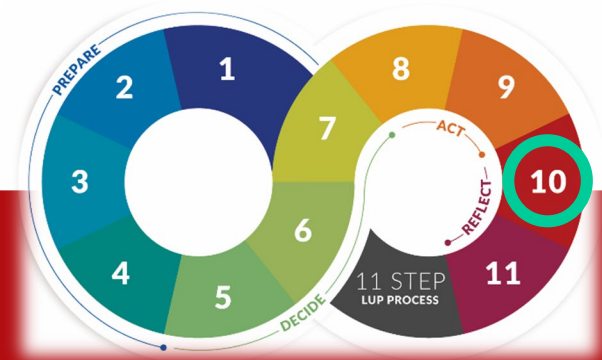 PREPARE
1
2
3
4
5
6
7
8
9
10
11
DECIDE
ACT
REFLECT
11 STEP
LUP PROCESS